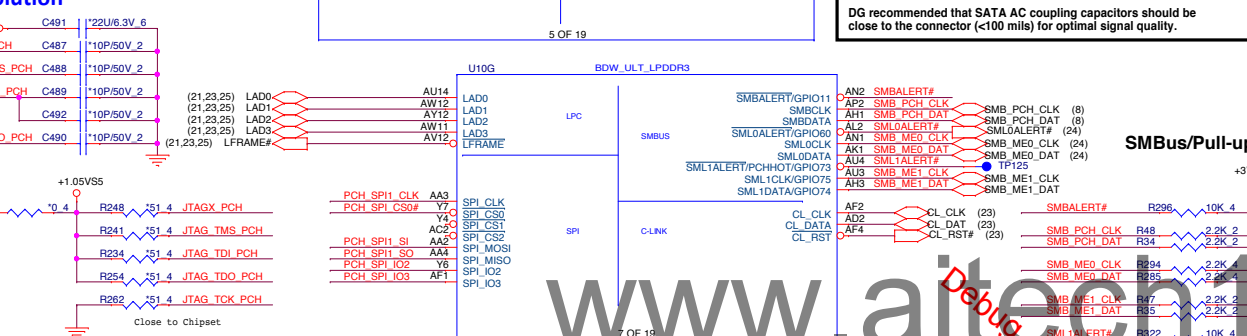 olution
C491 *22U/6.3V_6
CH C487 *10P/50V_2
S_PCH C488 *10P/50V_2
_PCH C489 *10P/50V_2
C492 *10P/50V_2
O_PCH C490 *10P/50V_2
5 OF 19
DG recommended that SATA AC coupling capacitors should be
close to the connector (<100 mils) for optimal signal quality.
U10G BDW_ULT_LPDDR3
(21,23,25) LAD0 AU14 LAD0
(21,23,25) LAD1 AW12 LAD1
(21,23,25) LAD2 AY12 LAD2
(21,23,25) LAD3 AW11 LAD3
(21,23,25) LFRAME# AV12 LFRAME
LPC
SMBUS
SMBALERT/GPIO11 AN2 SMBALERT#
SMBCLK AP2 SMB_PCH_CLK SMB_PCH_CLK (8)
SMBDATA AH1 SMB_PCH_DAT SMB_PCH_DAT (8)
SML0ALERT/GPIO60 AL2 SML0ALERT# SML0ALERT# (24)
SML0CLK AN1 SMB_ME0_CLK SMB_ME0_CLK (24)
SML0DATA AK1 SMB_ME0_DAT SMB_ME0_DAT (24)
SML1ALERT/PCHHOT/GPIO73 AU4 SML1ALERT# TP125
SML1CLK/GPIO75 AU3 SMB_ME1_CLK SMB_ME1_CLK
SML1DATA/GPIO74 AH3 SMB_ME1_DAT SMB_ME1_DAT
PCH_SPI1_CLK AA3 SPI_CLK
PCH_SPI_CS0# Y7 SPI_CS0
Y4 SPI_CS1
AC2 SPI_CS2
PCH_SPI1_SI AA2 SPI_MOSI
PCH_SPI1_SO AA4 SPI_MISO
PCH_SPI_IO2 Y6 SPI_IO2
PCH_SPI_IO3 AF1 SPI_IO3
SPI
C-LINK
CL_CLK AF2 CL_CLK (23)
CL_DATA AD2 CL_DAT (23)
CL_RST AF4 CL_RST# (23)
7 OF 19
+1.05VS5
*0_4
R248 *51_4 JTAGX_PCH
R241 *51_4 JTAG_TMS_PCH
R234 *51_4 JTAG_TDI_PCH
R254 *51_4 JTAG_TDO_PCH
R262 *51_4 JTAG_TCK_PCH
Close to Chipset
SMBus/Pull-up
SMBALERT# R296 10K_4
SMB_PCH_CLK R48 2.2K_2
SMB_PCH_DAT R34 2.2K_2
SMB_ME0_CLK R294 2.2K_4
SMB_ME0_DAT R285 2.2K_4
SMB_ME1_CLK R47 2.2K_2
SMB_ME1_DAT R35 2.2K_2
SML1ALERT# R322 10K_4
Debug
www.aitech1